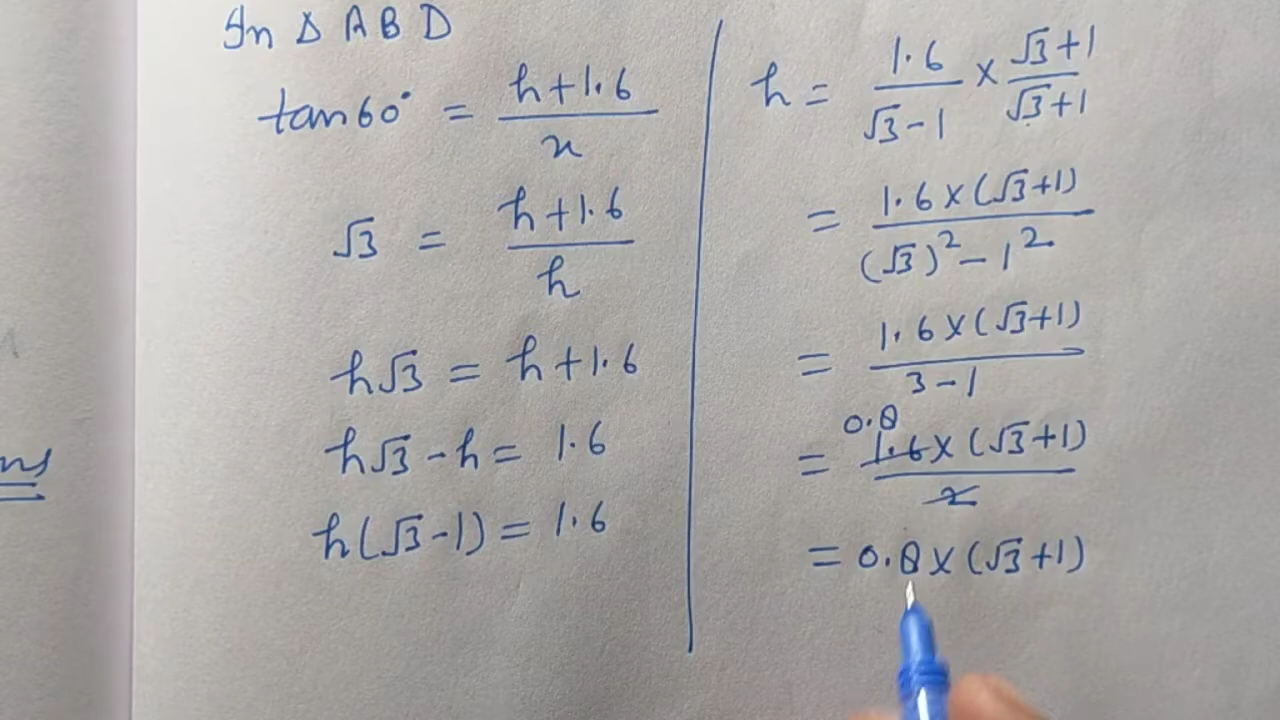 In Δ ABD
tan60° = (h+1.6)/x
√3 = (h+1.6)/h
h√3 = h+1.6
h√3 - h = 1.6
h(√3-1) = 1.6
h = 1.6/(√3-1) × (√3+1)/(√3+1)
= 1.6×(√3+1)/((√3)²-1²)
= 1.6×(√3+1)/(3-1)
0.8
= 1.6×(√3+1)/2
= 0.8×(√3+1)